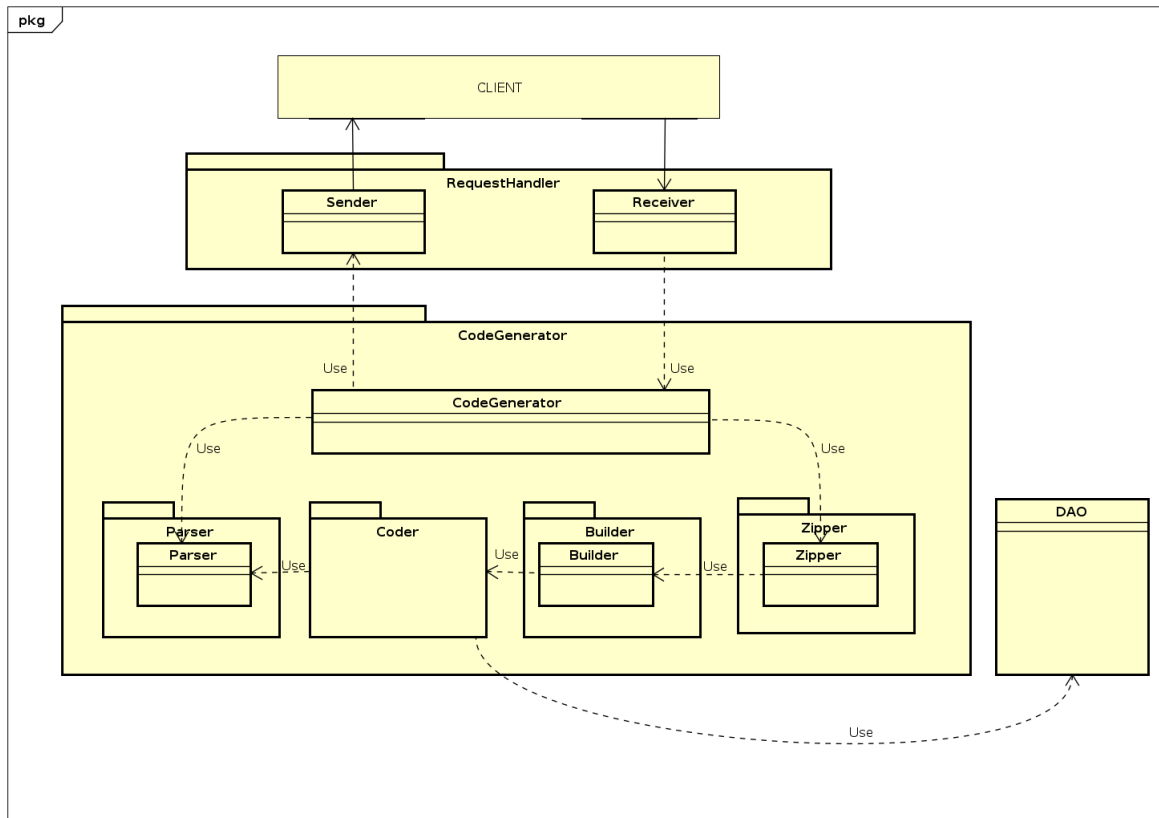 pkg
CLIENT
RequestHandler
Sender
Receiver
Use
Use
CodeGenerator
CodeGenerator
Use
Use
Parser
Parser
Use
Coder
Use
Builder
Builder
Use
Zipper
Zipper
DAO
Use